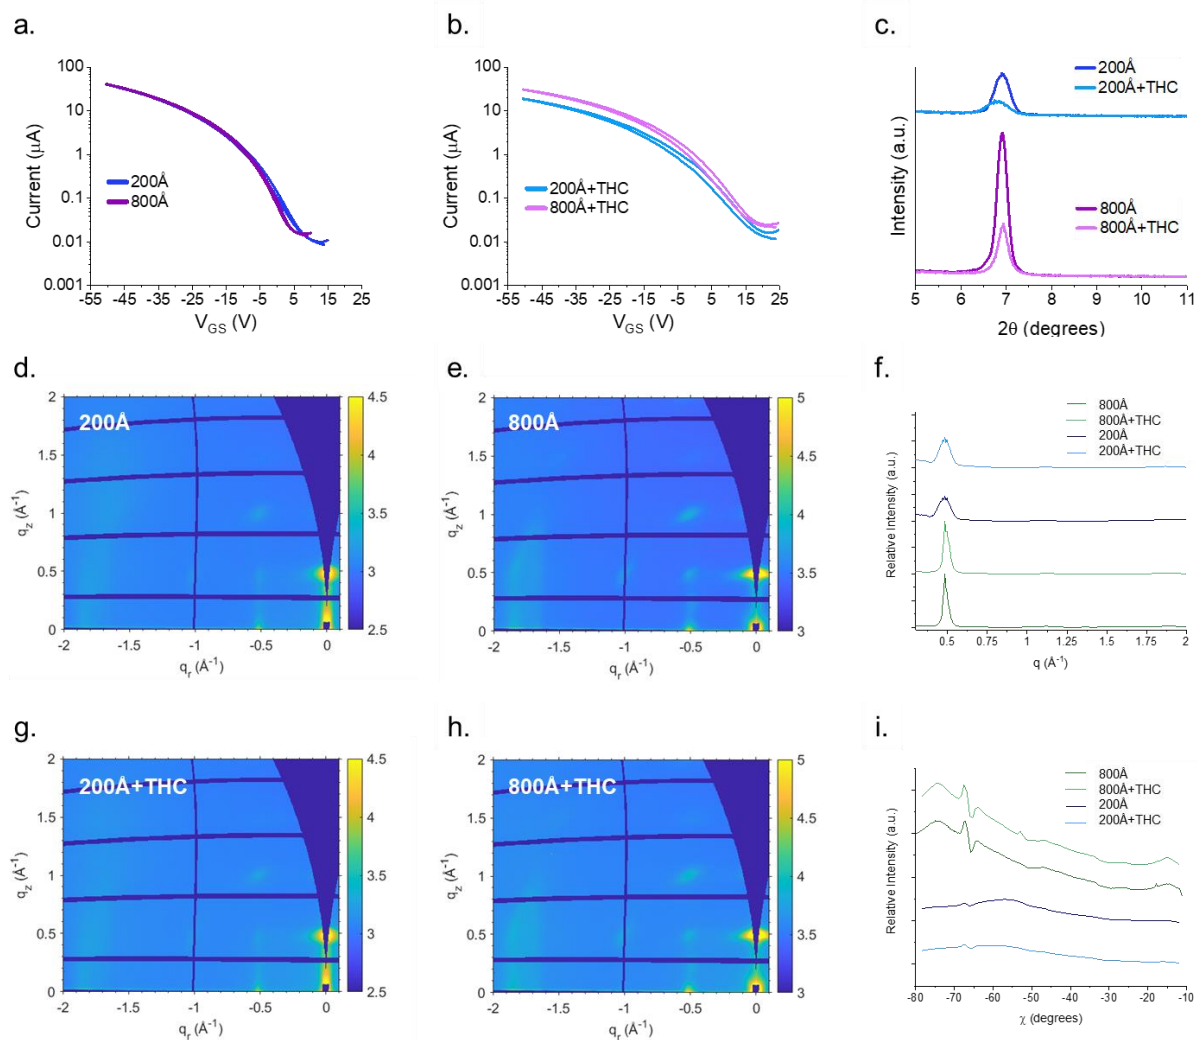 a.
100
10
1
0.1
0.01
0.001
Current (µA)
200Å
800Å
-55 -45 -35 -25 -15 -5 5 15 25
V_GS (V)
b.
100
10
1
0.1
0.01
0.001
Current (µA)
200Å+THC
800Å+THC
-55 -45 -35 -25 -15 -5 5 15 25
V_GS (V)
c.
Intensity (a.u.)
200Å
200Å+THC
800Å
800Å+THC
5 6 7 8 9 10 11
2θ (degrees)
d.
200Å
2
1.5
1
0.5
0
q_z (Å⁻¹)
-2 -1.5 -1 -0.5 0
q_r (Å⁻¹)
4.5
4
3.5
3
2.5
e.
800Å
2
1.5
1
0.5
0
q_z (Å⁻¹)
-2 -1.5 -1 -0.5 0
q_r (Å⁻¹)
5
4.5
4
3.5
3
f.
Relative Intensity (a.u.)
800Å
800Å+THC
200Å
200Å+THC
0.5 0.75 1 1.25 1.5 1.75 2
q (Å⁻¹)
g.
200Å+THC
2
1.5
1
0.5
0
q_z (Å⁻¹)
-2 -1.5 -1 -0.5 0
q_r (Å⁻¹)
4.5
4
3.5
3
2.5
h.
800Å+THC
2
1.5
1
0.5
0
q_z (Å⁻¹)
-2 -1.5 -1 -0.5 0
q_r (Å⁻¹)
5
4.5
4
3.5
3
i.
Relative Intensity (a.u.)
800Å
800Å+THC
200Å
200Å+THC
-80 -70 -60 -50 -40 -30 -20 -10
χ (degrees)